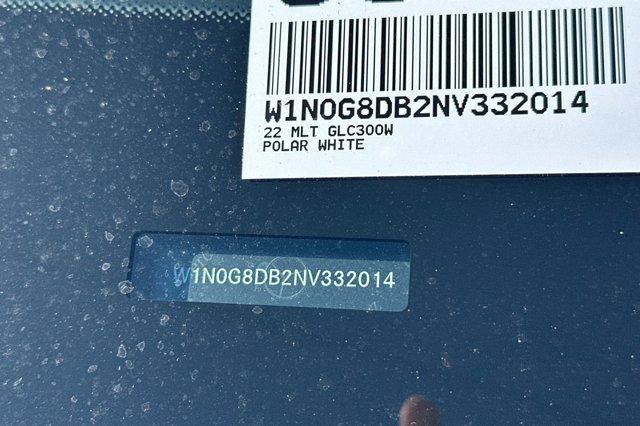 W1N0G8DB2NV332014
22 MLT GLC300W
POLAR WHITE
W1N0G8DB2NV332014